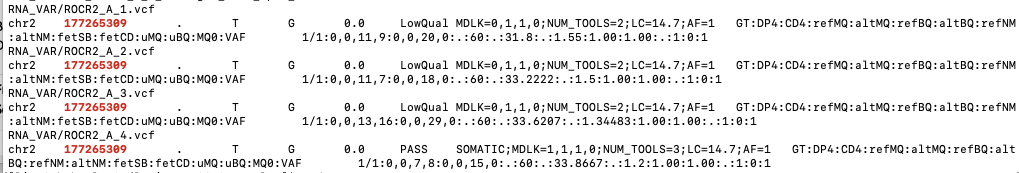 RNA_VAR/ROCR2_A_1.vcf
chr2 177265309 . T G 0.0 LowQual MDLK=0,1,1,0;NUM_TOOLS=2;LC=14.7;AF=1 GT:DP4:CD4:refMQ:altMQ:refBQ:altBQ:refNM
:altNM:fetSB:fetCD:uMQ:uBQ:MQ0:VAF 1/1:0,0,11,9:0,0,20,0:.:60:.:31.8:.:1.55:1.00:1.00:.:1:0:1
RNA_VAR/ROCR2_A_2.vcf
chr2 177265309 . T G 0.0 LowQual MDLK=0,1,1,0;NUM_TOOLS=2;LC=14.7;AF=1 GT:DP4:CD4:refMQ:altMQ:refBQ:altBQ:refNM
:altNM:fetSB:fetCD:uMQ:uBQ:MQ0:VAF 1/1:0,0,11,7:0,0,18,0:.:60:.:33.2222:.:1.5:1.00:1.00:.:1:0:1
RNA_VAR/ROCR2_A_3.vcf
chr2 177265309 . T G 0.0 LowQual MDLK=0,1,1,0;NUM_TOOLS=2;LC=14.7;AF=1 GT:DP4:CD4:refMQ:altMQ:refBQ:altBQ:refNM
:altNM:fetSB:fetCD:uMQ:uBQ:MQ0:VAF 1/1:0,0,13,16:0,0,29,0:.:60:.:33.6207:.:1.34483:1.00:1.00:.:1:0:1
RNA_VAR/ROCR2_A_4.vcf
chr2 177265309 . T G 0.0 PASS SOMATIC;MDLK=1,1,1,0;NUM_TOOLS=3;LC=14.7;AF=1 GT:DP4:CD4:refMQ:altMQ:refBQ:alt
BQ:refNM:altNM:fetSB:fetCD:uMQ:uBQ:MQ0:VAF 1/1:0,0,7,8:0,0,15,0:.:60:.:33.8667:.:1.2:1.00:1.00:.:1:0:1